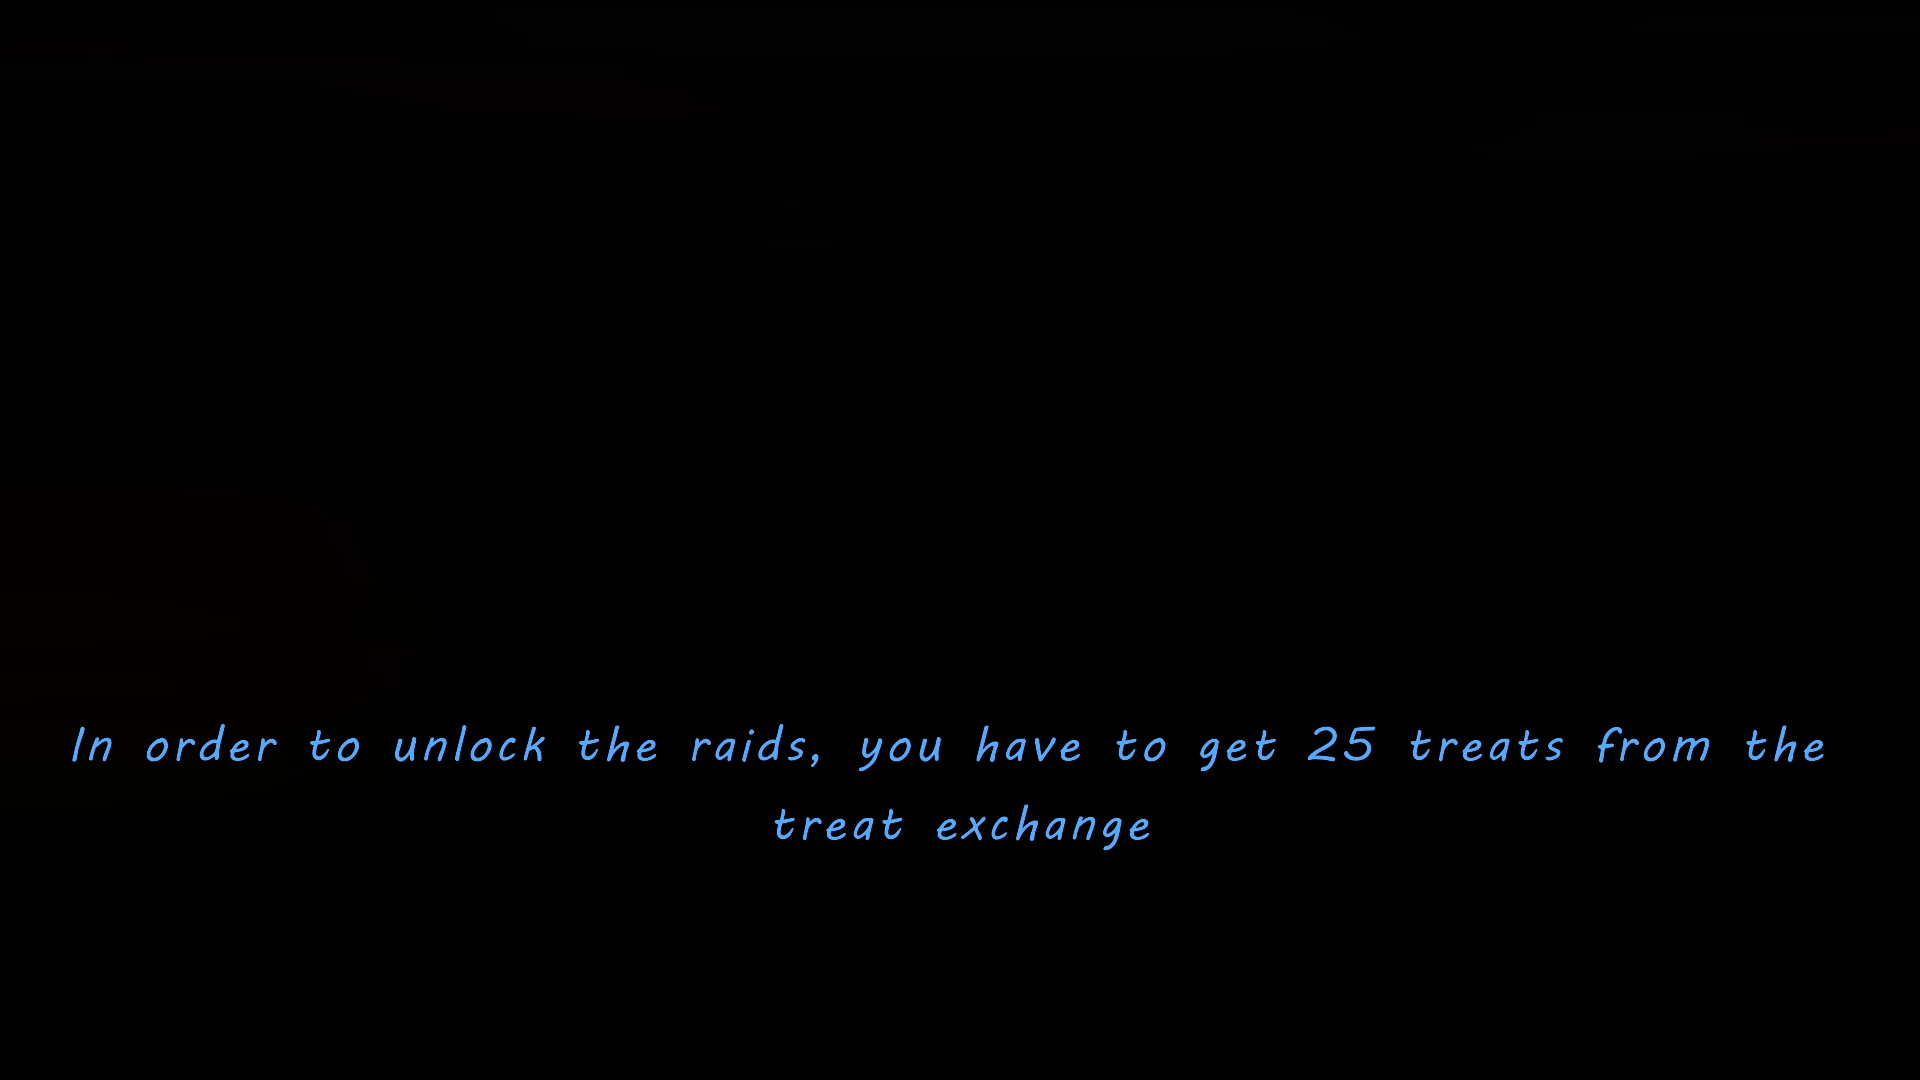 In order to unlock the raids, you have to get 25 treats from the
treat exchange